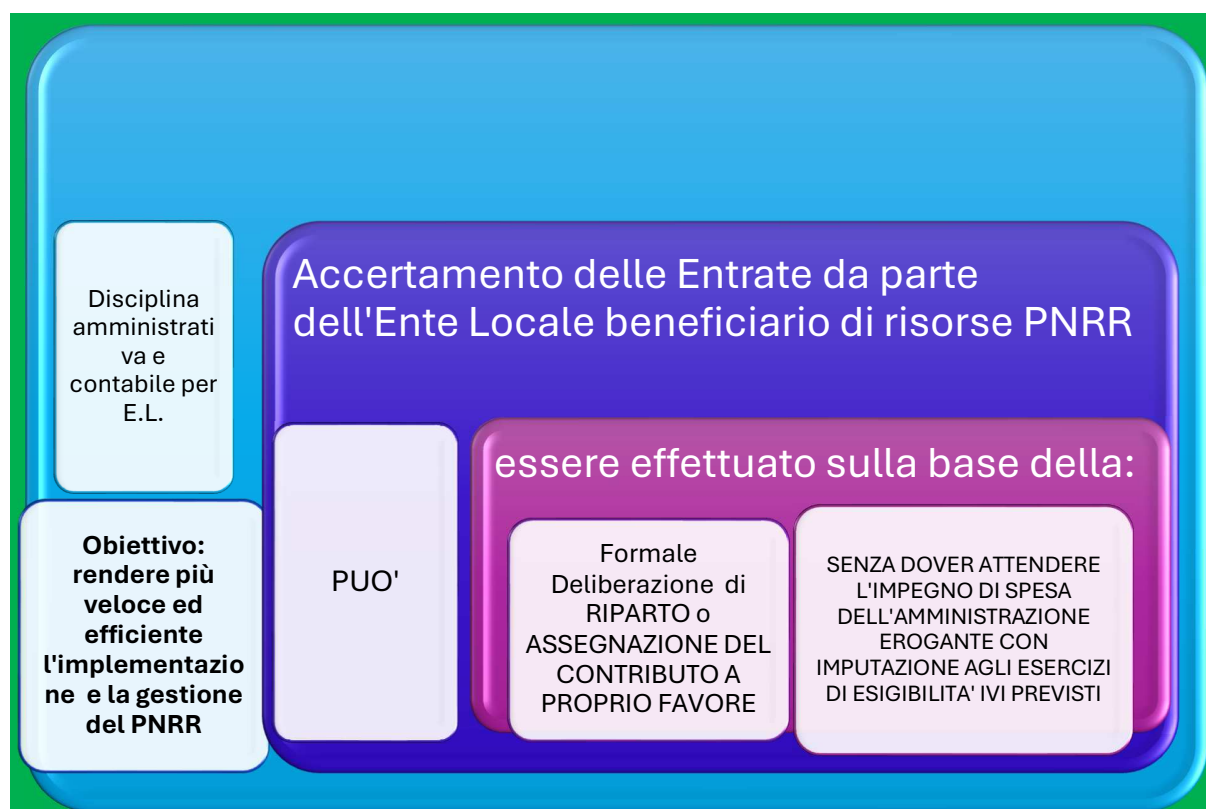 Disciplina
amministrati
va e
contabile per
E.L.
Obiettivo:
rendere più
veloce ed
efficiente
l'implementazio
ne e la gestione
del PNRR
Accertamento delle Entrate da parte
dell'Ente Locale beneficiario di risorse PNRR
PUO'
essere effettuato sulla base della:
Formale
Deliberazione di
RIPARTO o
ASSEGNAZIONE DEL
CONTRIBUTO A
PROPRIO FAVORE
SENZA DOVER ATTENDERE
L'IMPEGNO DI SPESA
DELL'AMMINISTRAZIONE
EROGANTE CON
IMPUTAZIONE AGLI ESERCIZI
DI ESIGIBILITA' IVI PREVISTI